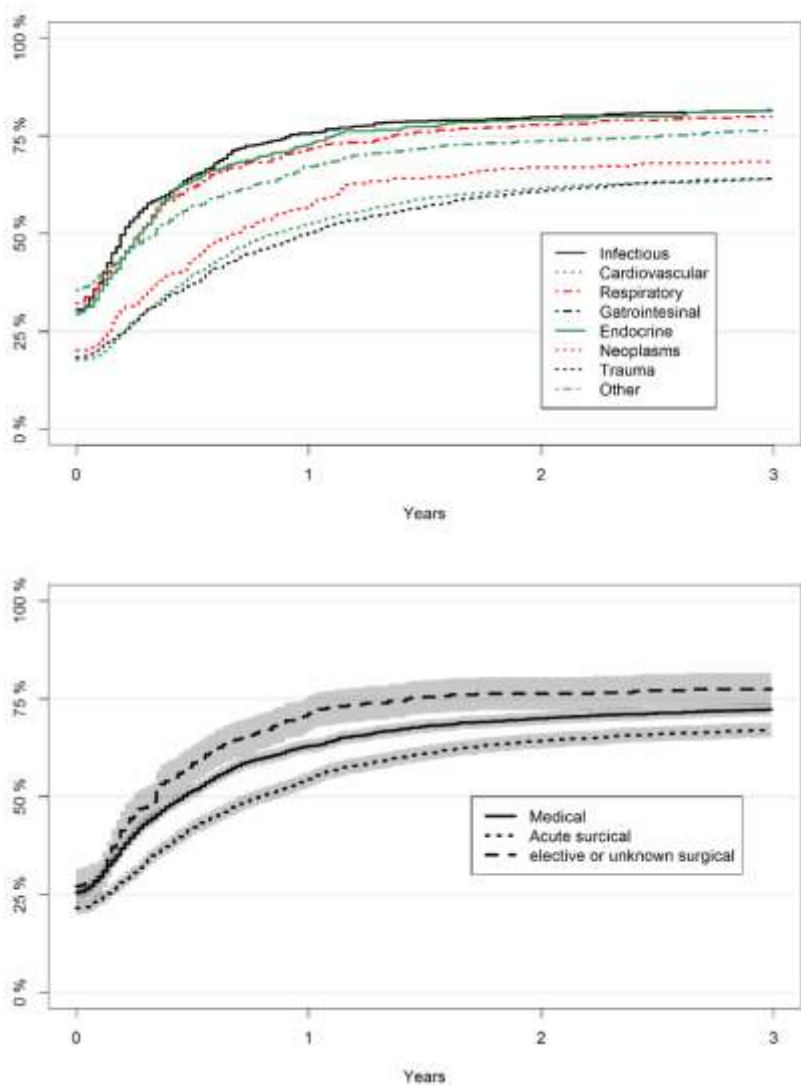 100 %
75 %
50 %
25 %
0 %
Infectious
Cardiovascular
Respiratory
Gatrointesinal
Endocrine
Neoplasms
Trauma
Other
0 1 2 3
Years
100 %
75 %
50 %
25 %
0 %
Medical
Acute surcical
elective or unknown surgical
0 1 2 3
Years